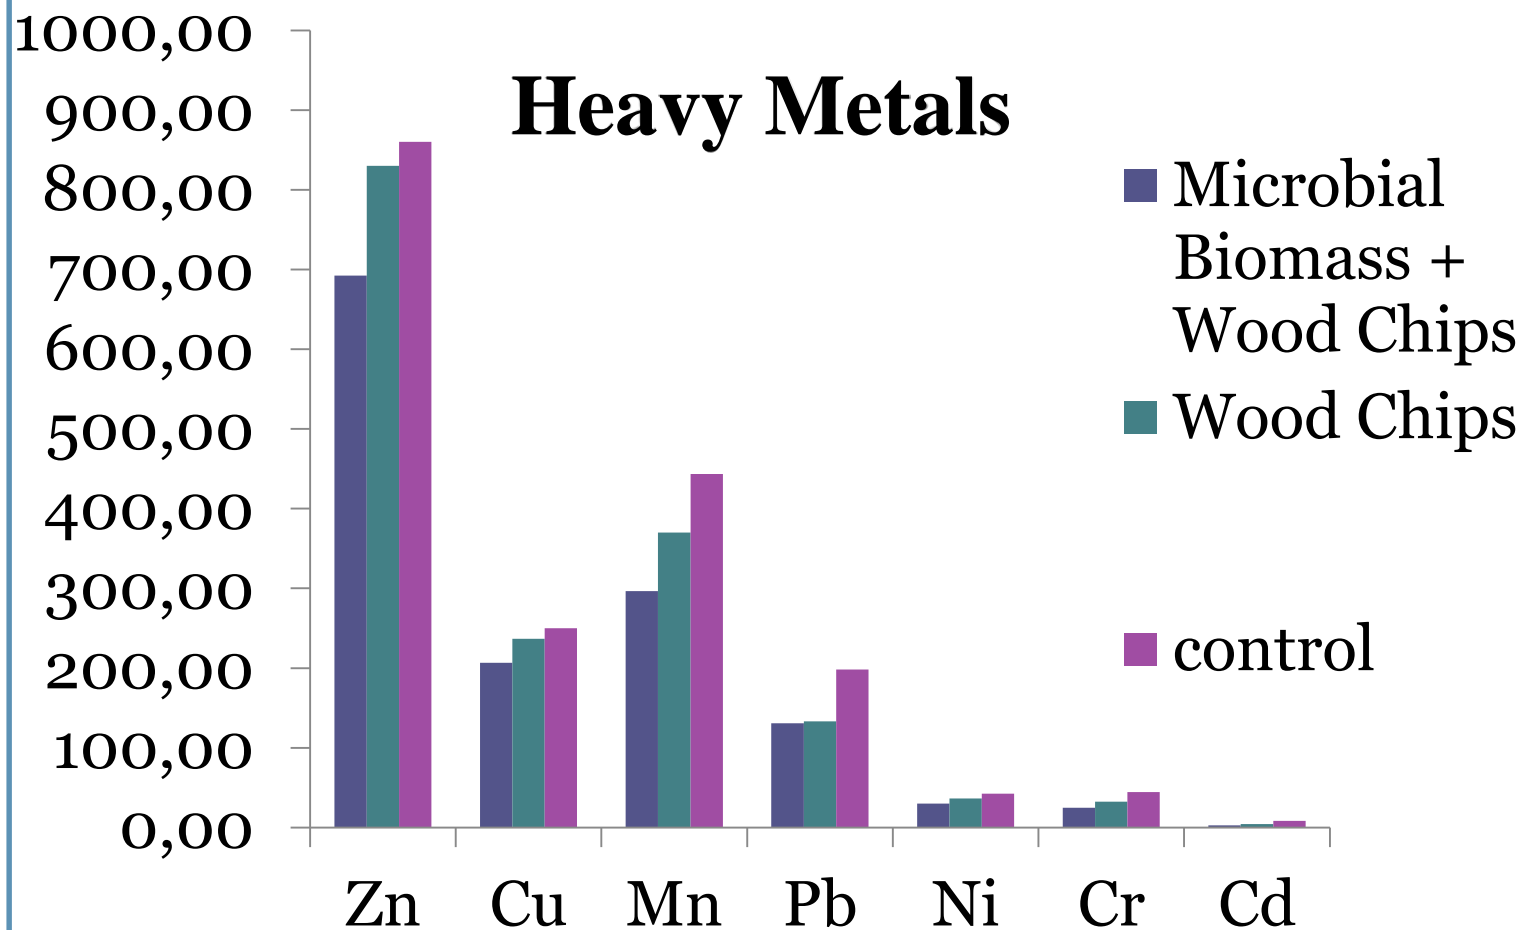 Heavy Metals
1000,00
900,00
800,00
700,00
600,00
500,00
400,00
300,00
200,00
100,00
0,00
Zn Cu Mn Pb Ni Cr Cd
Microbial
Biomass +
Wood Chips
Wood Chips
control